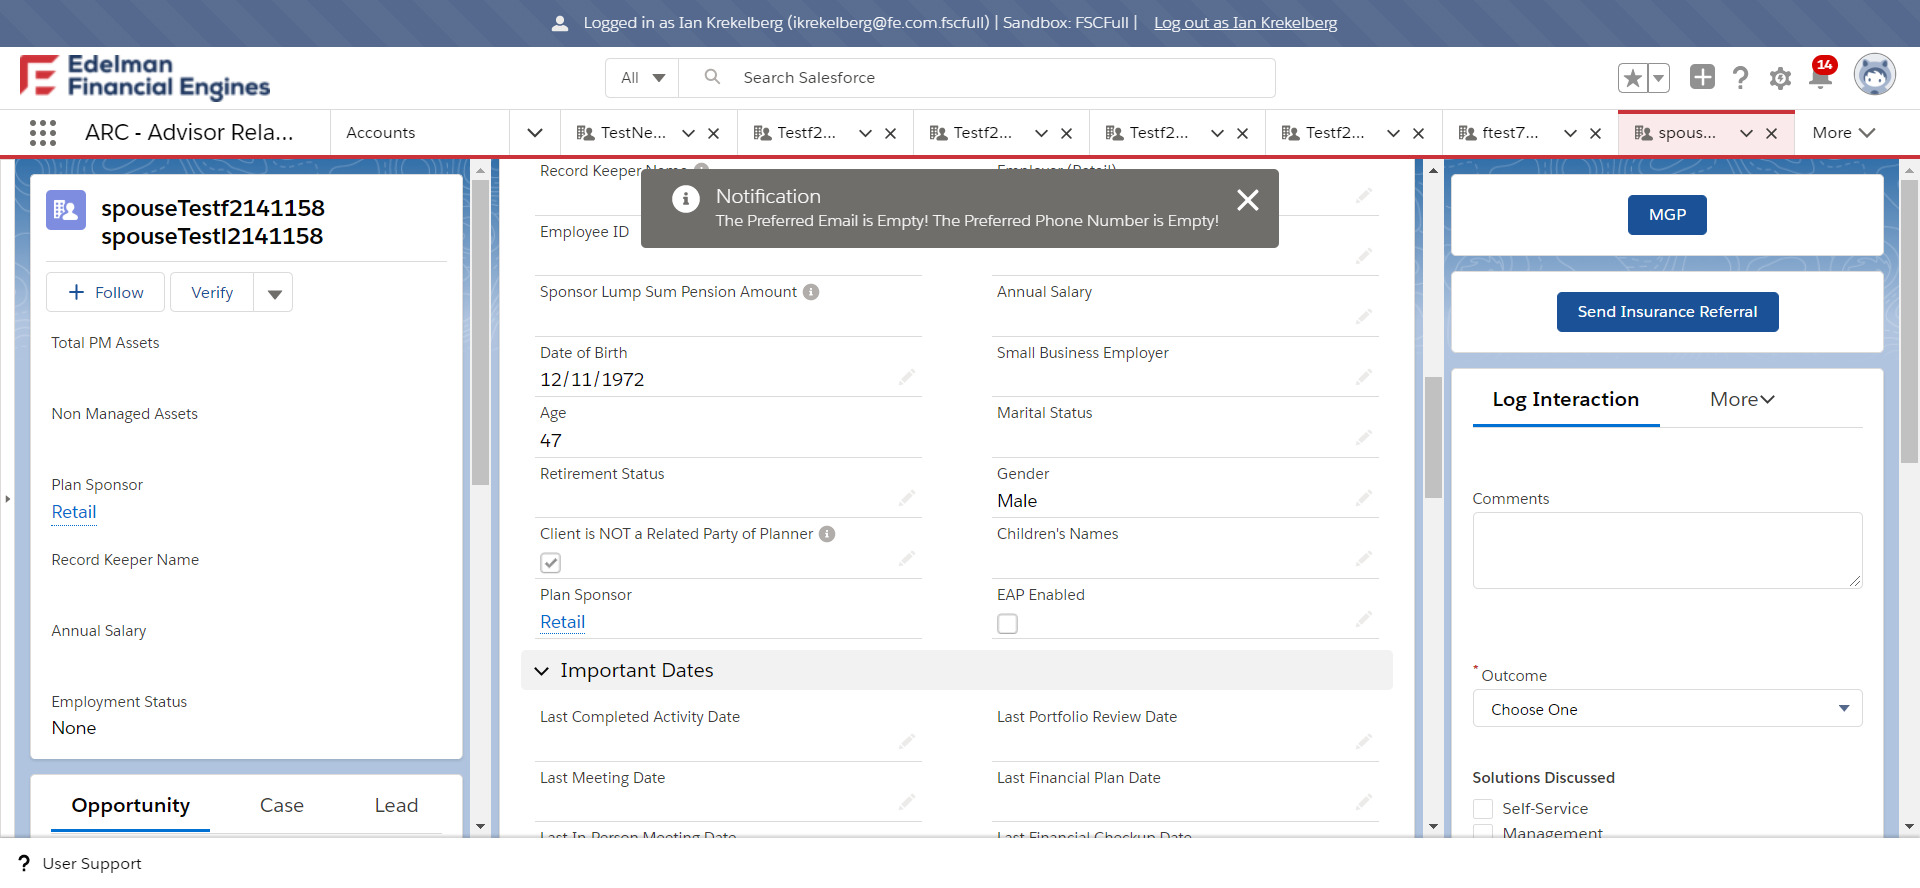 Logged in as Ian Krekelberg (ikrekelberg@fe.com.fscfull) | Sandbox: FSCFull | Log out as Ian Krekelberg
Edelman
Financial Engines
All
Search Salesforce
14
ARC - Advisor Rela...
Accounts
TestNe...
Testf2...
Testf2...
Testf2...
Testf2...
ftest7...
spous...
More
spouseTestf2141158
spouseTestl2141158
Follow
Verify
Total PM Assets
Non Managed Assets
Plan Sponsor
Retail
Record Keeper Name
Annual Salary
Employment Status
None
Opportunity
Case
Lead
Record Keeper Name
Employer (Retail)
Notification
The Preferred Email is Empty! The Preferred Phone Number is Empty!
Employee ID
Sponsor Lump Sum Pension Amount
Annual Salary
Date of Birth
12/11/1972
Small Business Employer
Age
47
Marital Status
Retirement Status
Gender
Male
Client is NOT a Related Party of Planner
Children's Names
Plan Sponsor
Retail
EAP Enabled
Important Dates
Last Completed Activity Date
Last Portfolio Review Date
Last Meeting Date
Last Financial Plan Date
Last In-Person Meeting Date
Last Financial Checkup Date
MGP
Send Insurance Referral
Log Interaction
More
Comments
* Outcome
Choose One
Solutions Discussed
Self-Service
Management
? User Support